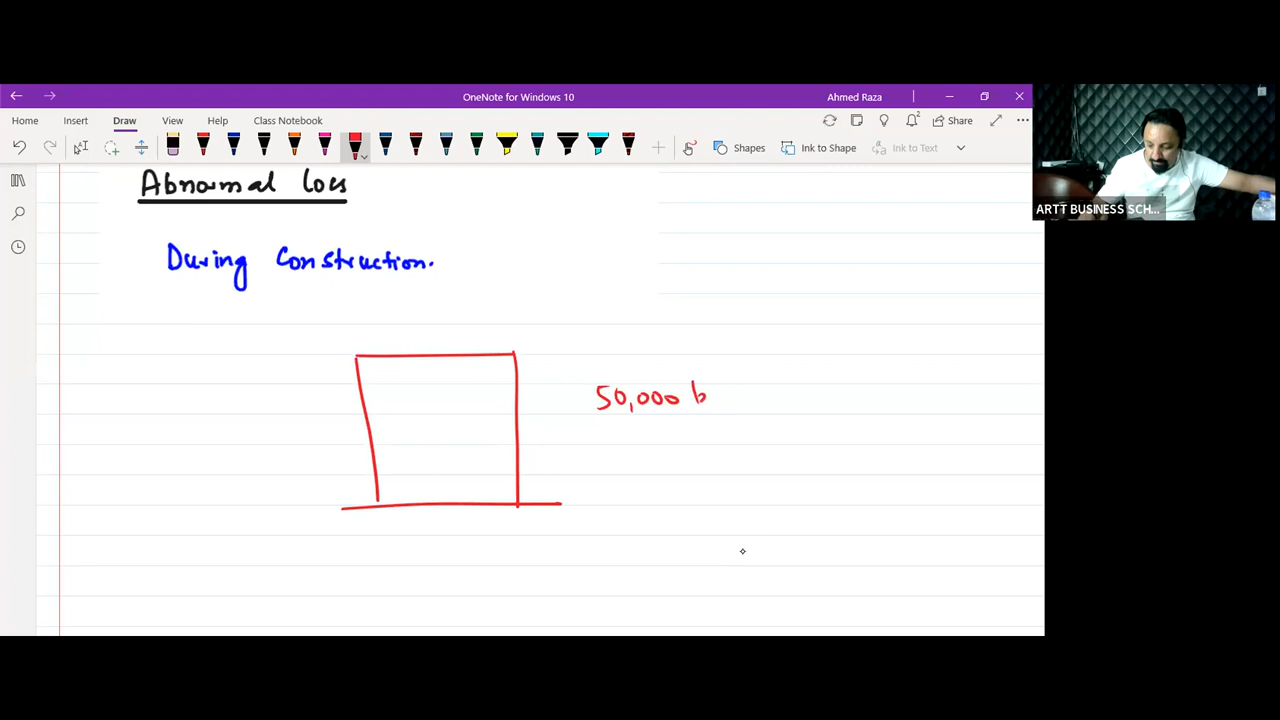 OneNote for Windows 10
Ahmed Raza
Home Insert Draw View Help Class Notebook
Share
Shapes Ink to Shape Ink to Text
ARTT BUSINESS SCH...
Abnormal loss
During Construction.
50,000 b